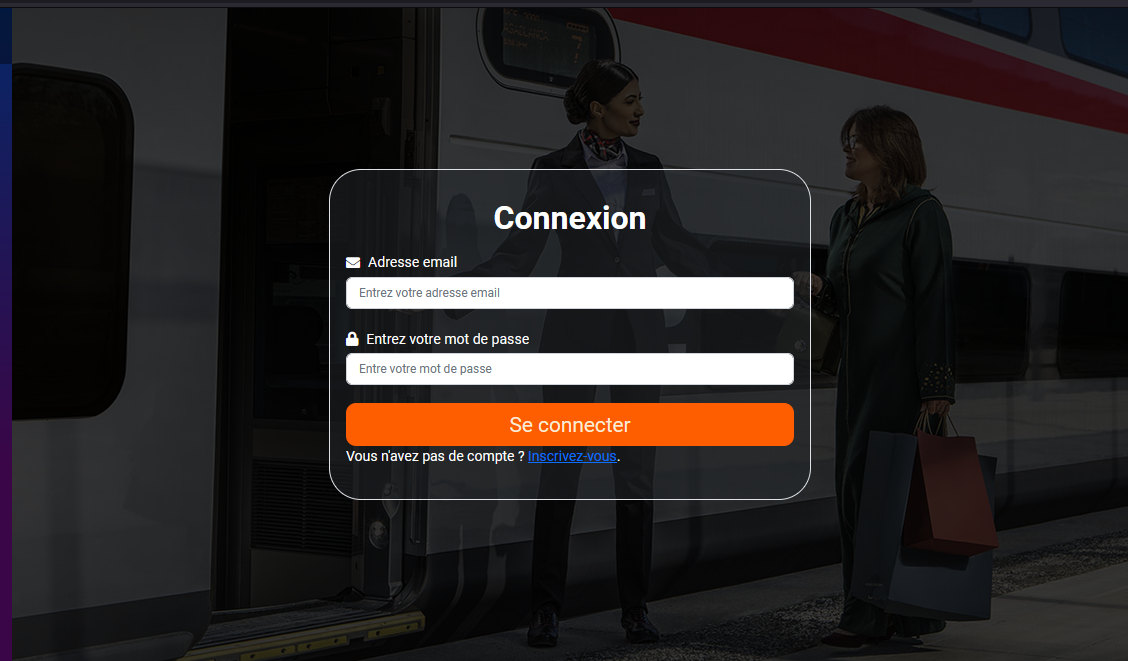 Connexion
Adresse email
Entrez votre adresse email
Entrez votre mot de passe
Entre votre mot de passe
Se connecter
Vous n'avez pas de compte ? Inscrivez-vous.